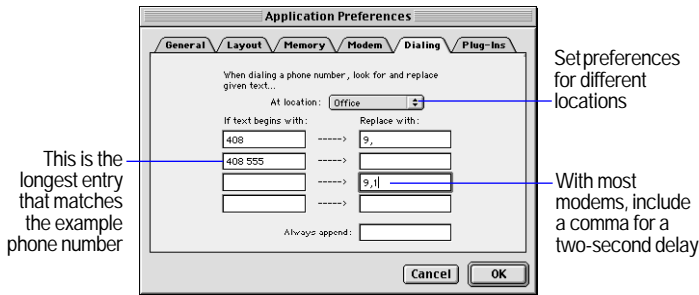 Application Preferences
General Layout Memory Modem Dialing Plug-Ins
When dialing a phone number, look for and replace
given text...
At location: Office
If text begins with: Replace with:
408 -----> 9,
408 555 ----->
-----> 9,1
----->
Always append:
Cancel OK
Set preferences
for different
locations
This is the
longest entry
that matches
the example
phone number
With most
modems, include
a comma for a
two-second delay